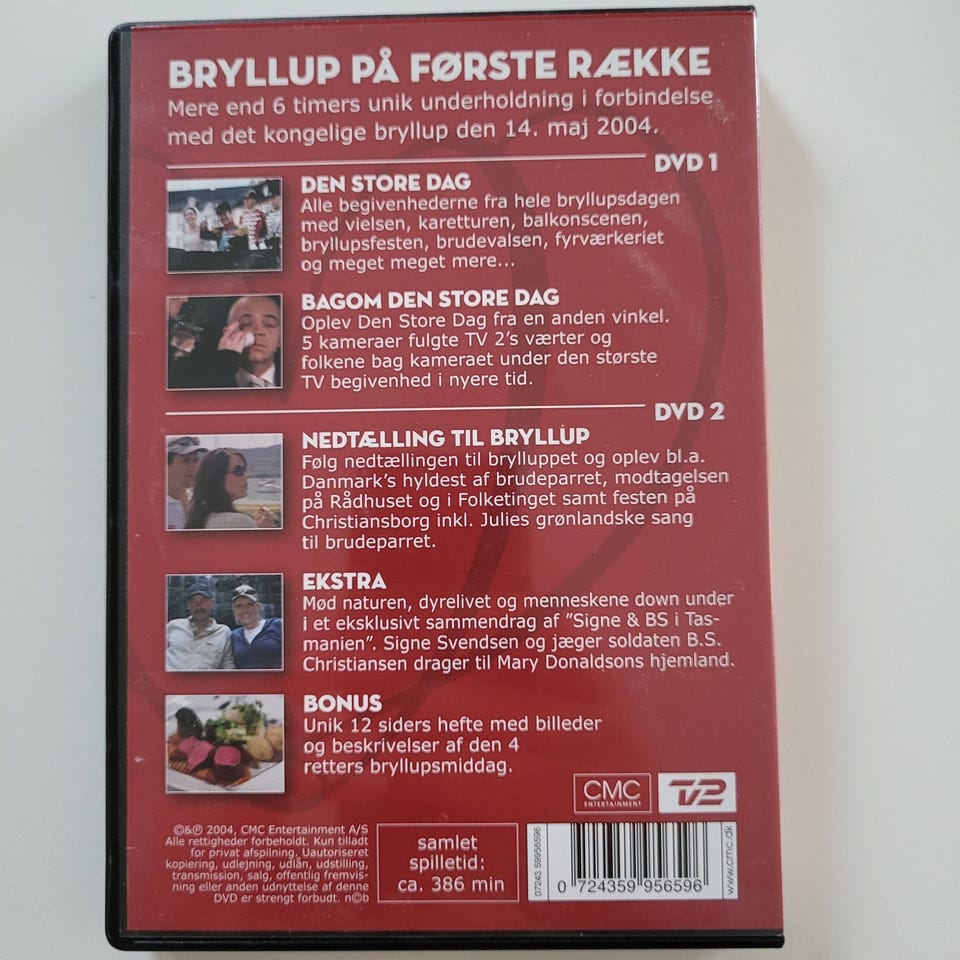 BRYLLUP PÅ FØRSTE RÆKKE
Mere end 6 timers unik underholdning i forbindelse
med det kongelige bryllup den 14. maj 2004.
DVD 1
DEN STORE DAG
Alle begivenhederne fra hele bryllupsdagen
med vielsen, karetturen, balkonscenen,
bryllupsfesten, brudevalsen, fyrværkeriet
og meget meget mere...
BAGOM DEN STORE DAG
Oplev Den Store Dag fra en anden vinkel.
5 kameraer fulgte TV 2's værter og
folkene bag kameraet under den største
TV begivenhed i nyere tid.
DVD 2
NEDTÆLLING TIL BRYLLUP
Følg nedtællingen til brylluppet og oplev bl.a.
Danmark's hyldest af brudeparret, modtagelsen
på Rådhuset og i Folketinget samt festen på
Christiansborg inkl. Julies grønlandske sang
til brudeparret.
EKSTRA
Mød naturen, dyrelivet og menneskene down under
i et eksklusivt sammendrag af "Signe & BS i Tas-
manien". Signe Svendsen og jæger soldaten B.S.
Christiansen drager til Mary Donaldsons hjemland.
BONUS
Unik 12 siders hefte med billeder
og beskrivelser af den 4
retters bryllupsmiddag.
CMC
ENTERTAINMENT
TV2
©&℗ 2004, CMC Entertainment A/S
Alle rettigheder forbeholdt. Kun tilladt
for privat afspilning. Uautoriseret
kopiering, udlejning, udlån, udstilling,
transmission, salg, offentlig fremvis-
ning eller anden udnyttelse af denne
DVD er strengt forbudt. n©b
samlet
spilletid:
ca. 386 min
07243 59956596
0 724359 956596
www.cmc.dk